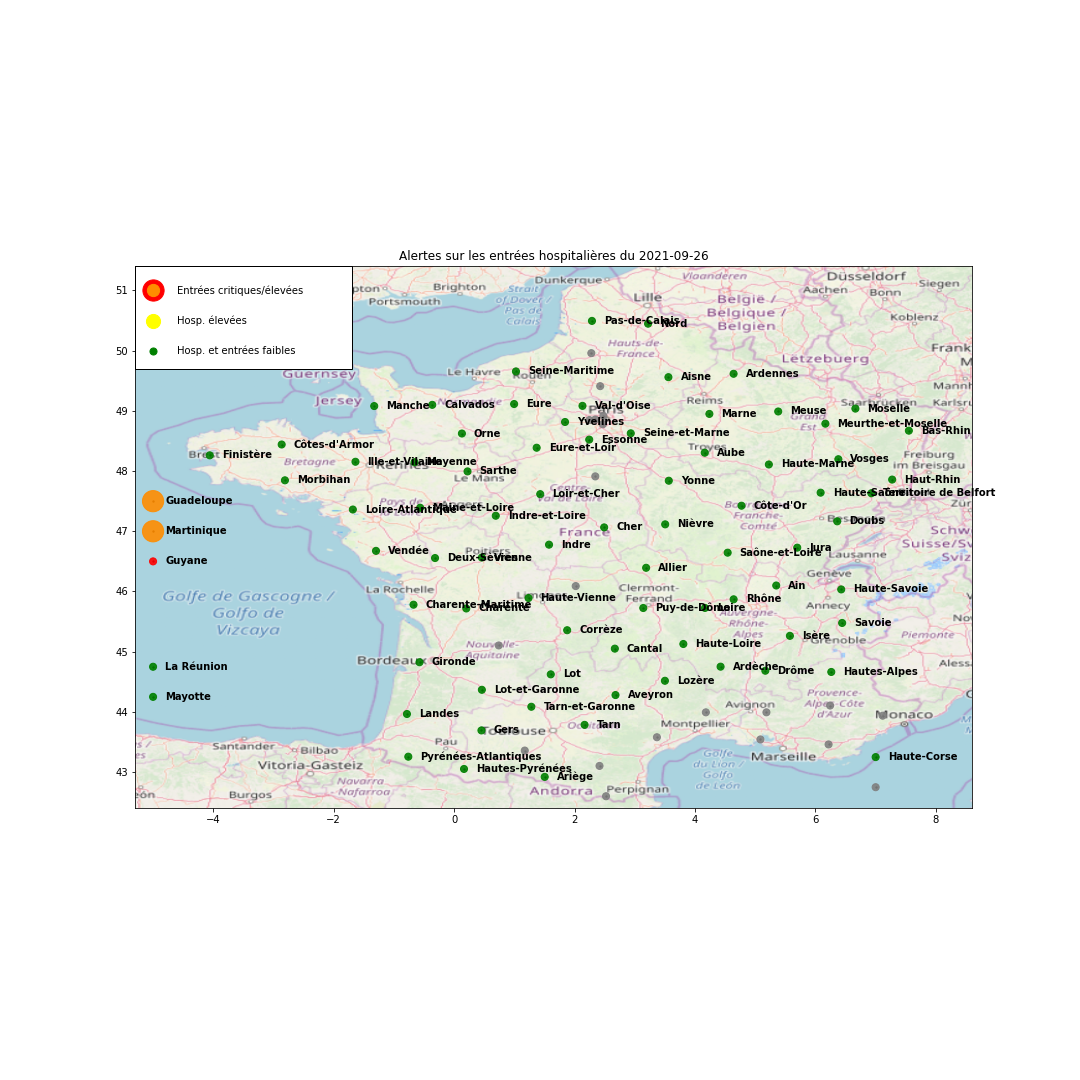 Alertes sur les entrées hospitalières du 2021-09-26
Entrées critiques/élevées
Hosp. élevées
Hosp. et entrées faibles
51
50
49
48
47
46
45
44
43
−4
−2
0
2
4
6
8
Brighton
Portsmouth
Strait of Dover /
Pas de
Calais
Dunkerque
Lille
Vlaanderen
België /
Belgique /
Belgien
Düsseldorf
Aachen
Bonn
Siegen
Koblenz
Pas-de-Calais
Nord
Hauts-de-
France
Lëtzebuerg
Guernsey
Jersey
Le Havre
Rouen
Seine-Maritime
Aisne
Ardennes
Manche
Calvados
Eure
Val-d'Oise
Paris
Reims
Marne
Meuse
Moselle
Saarbrücken
Yvelines
Meurthe-et-Moselle
Grand
Est
Bas-Rhin
Orne
Essonne
Seine-et-Marne
Côtes-d'Armor
Eure-et-Loir
Troyes
Aube
Brest
Finistère
Bretagne
Ille-et-Vilaine
Rennes
Mayenne
Haute-Marne
Vosges
Freiburg
im Breisgau
Le Mans
Sarthe
Morbihan
Yonne
Haut-Rhin
Loir-et-Cher
Centre-
Val de Loire
Haute-Saône
Territoire de Belfort
Guadeloupe
Pays de
la Loire
Angers
Loire-Atlantique
Maine-et-Loire
Indre-et-Loire
Bourgogne-
Franche-
Comté
Côte-d'Or
Besançon
Doubs
Martinique
France
Cher
Nièvre
Indre
Vendée
Poitiers
Deux-Sèvres
Vienne
Saône-et-Loire
Jura
Lausanne
Guyane
Allier
Genève
La Rochelle
Clermont-
Ferrand
Ain
Haute-Savoie
Golfe de Gascogne /
Golfo de
Vizcaya
Charente-Maritime
Charente
Limoges
Haute-Vienne
Puy-de-Dôme
Loire
Rhône
Annecy
Auvergne-
Rhône-
Alpes
Savoie
Piemonte
Corrèze
Isère
Grenoble
Nouvelle-
Aquitaine
Cantal
Haute-Loire
Bordeaux
Gironde
La Réunion
Ardèche
Drôme
Hautes-Alpes
Lot
Lozère
Mayotte
Lot-et-Garonne
Aveyron
Provence-Alpes-Côte
d'Azur
Avignon
Landes
Tarn-et-Garonne
Monaco
Gers
Toulouse
Occitanie
Tarn
Montpellier
Pau
Santander
Bilbao
Vitoria-Gasteiz
Pyrénées-Atlantiques
Hautes-Pyrénées
Ariège
Golfe
du Lion /
Golfo
de León
Marseille
Haute-Corse
Navarra
- Nafarroa
Burgos
Andorra
Perpignan